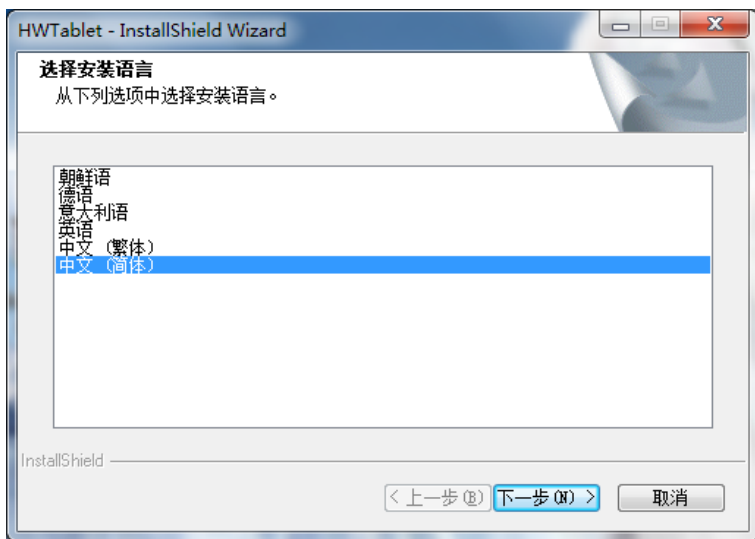 HWTablet - InstallShield Wizard
选择安装语言
从下列选项中选择安装语言。
朝鲜语
德语
意大利语
英语
中文 (繁体)
中文 (简体)
InstallShield
< 上一步(B) 下一步(N) > 取消